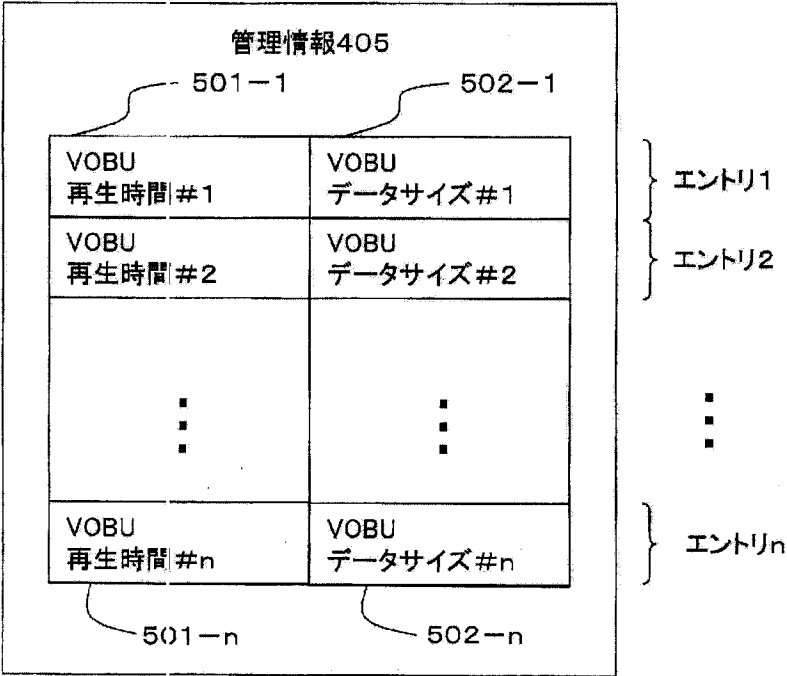 管理情報405
501-1
502-1
VOBU
再生時間#1
VOBU
データサイズ#1
エントリ1
VOBU
再生時間#2
VOBU
データサイズ#2
エントリ2
VOBU
再生時間#n
VOBU
データサイズ#n
エントリn
501-n
502-n